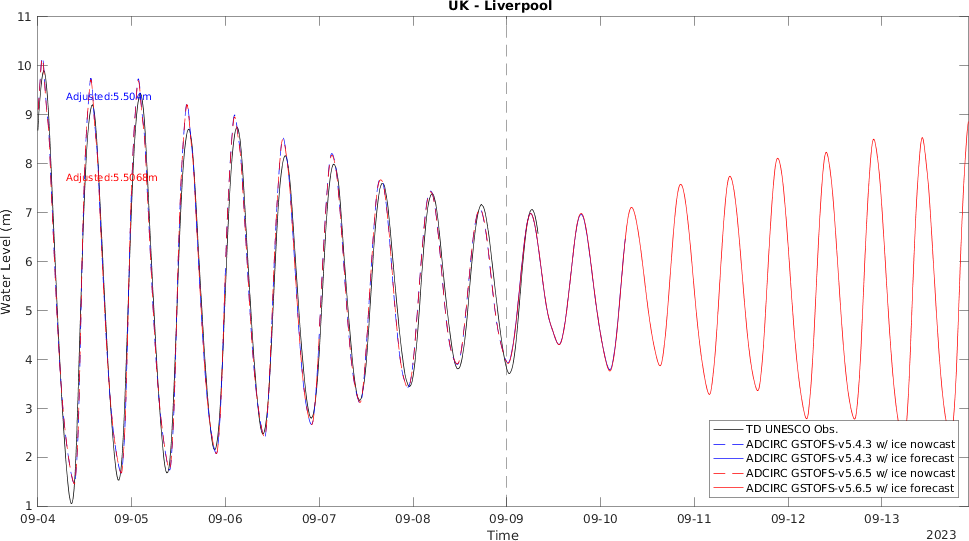 UK - Liverpool
11
10
9
8
7
6
5
4
3
2
1
Water Level (m)
Adjusted:5.504m
Adjusted:5.5068m
TD UNESCO Obs.
ADCIRC GSTOFS-v5.4.3 w/ ice nowcast
ADCIRC GSTOFS-v5.4.3 w/ ice forecast
ADCIRC GSTOFS-v5.6.5 w/ ice nowcast
ADCIRC GSTOFS-v5.6.5 w/ ice forecast
09-04 09-05 09-06 09-07 09-08 09-09 09-10 09-11 09-12 09-13
Time
2023